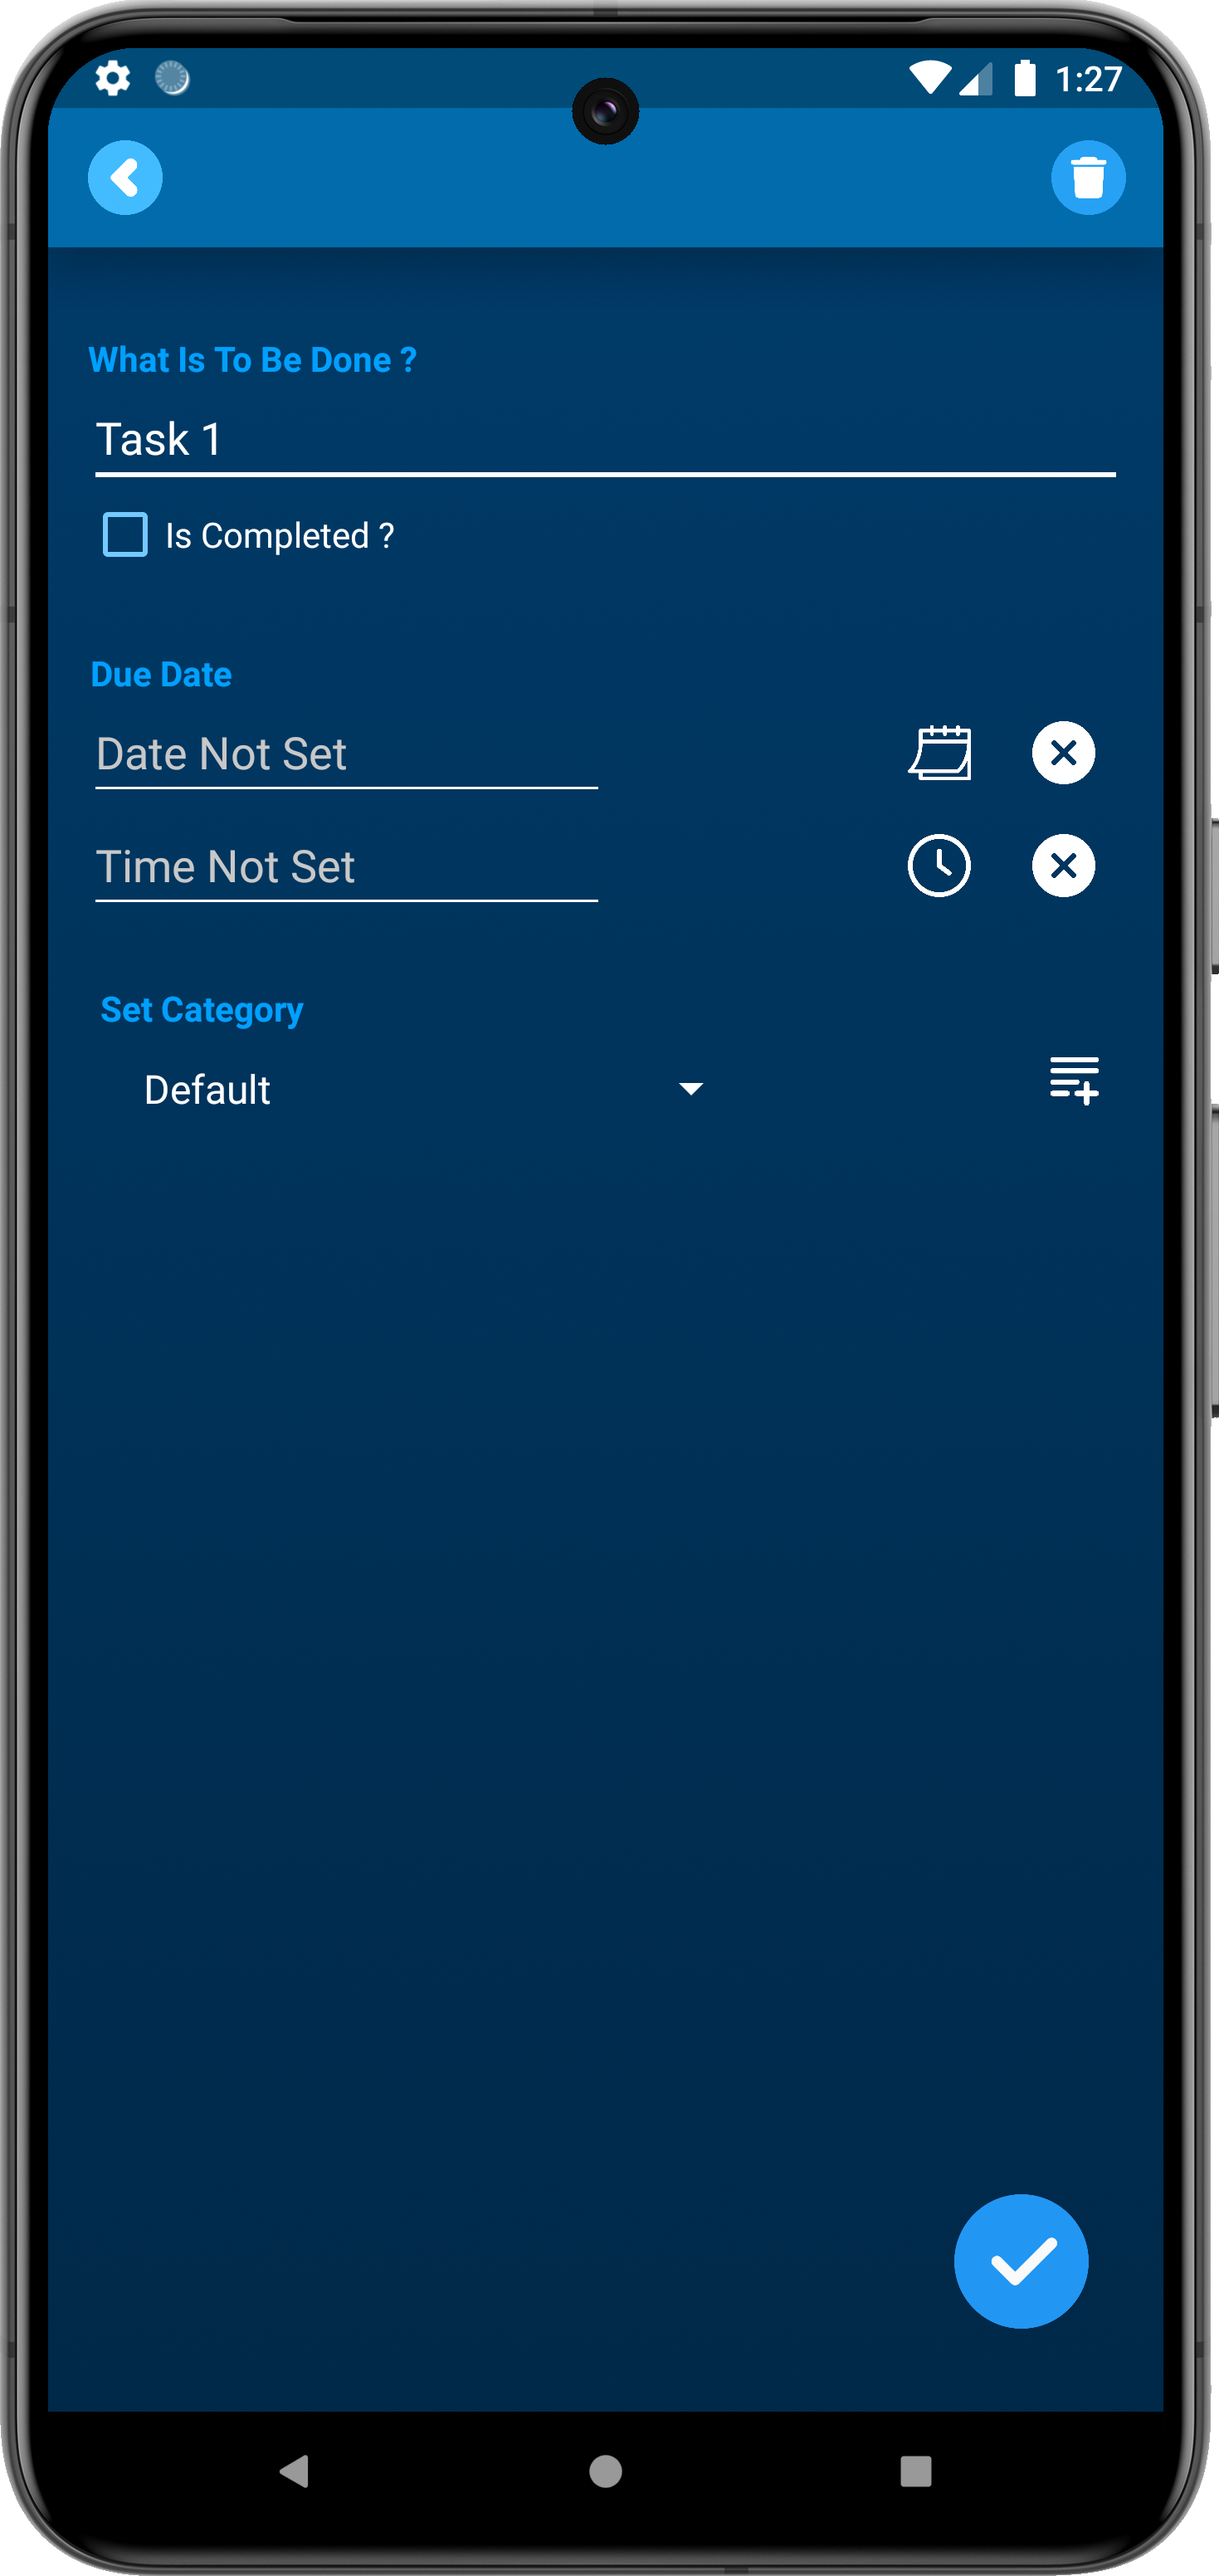 1:27
What Is To Be Done ?
Task 1
Is Completed ?
Due Date
Date Not Set
Time Not Set
Set Category
Default